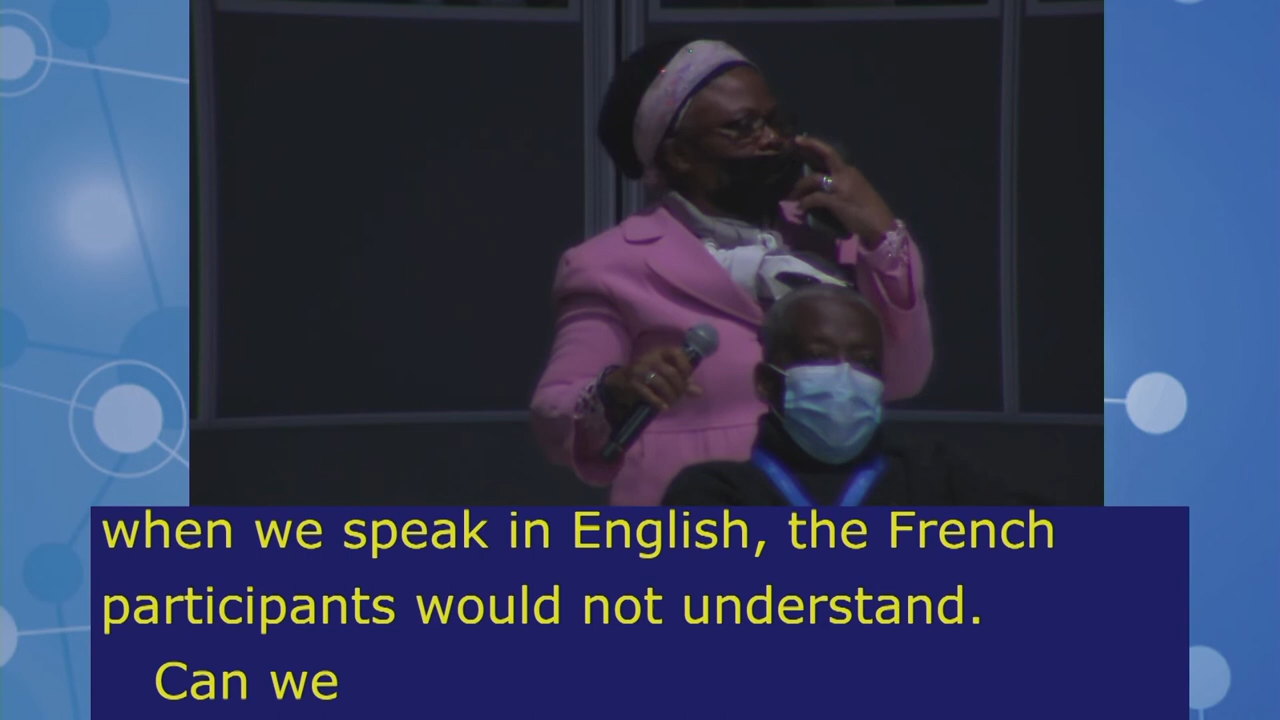 when we speak in English, the French
participants would not understand.
Can we